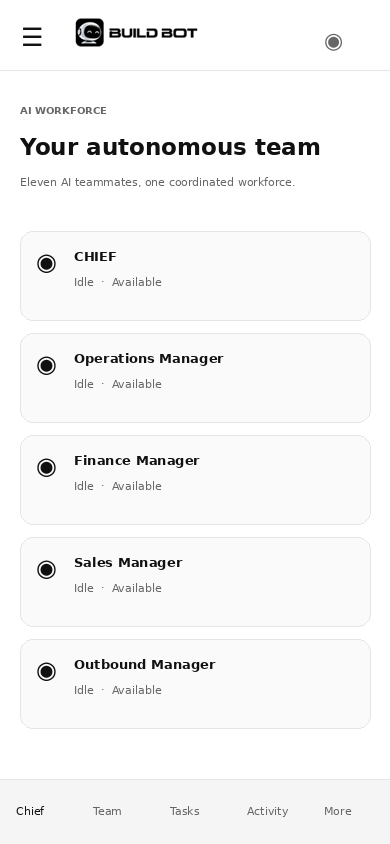 BUILD BOT
AI WORKFORCE
Your autonomous team
Eleven AI teammates, one coordinated workforce.
CHIEF
Idle · Available
Operations Manager
Idle · Available
Finance Manager
Idle · Available
Sales Manager
Idle · Available
Outbound Manager
Idle · Available
Chief Team Tasks Activity More